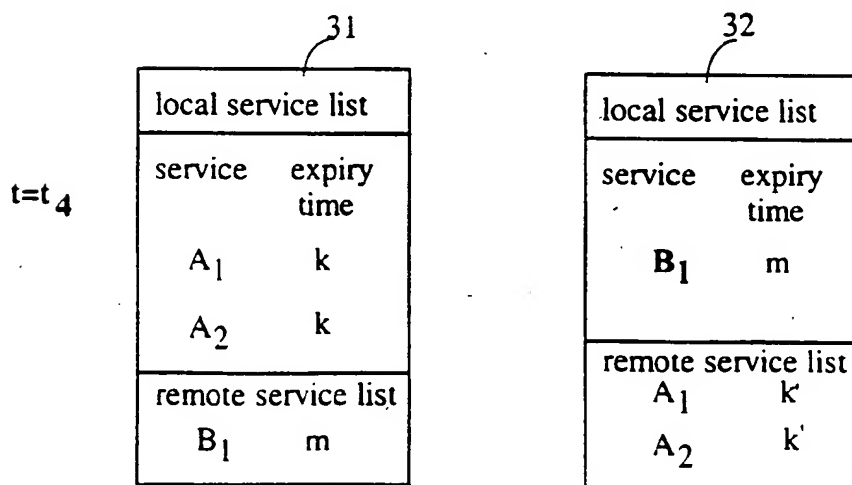 31
local service list
t=t4
service expiry
time
A1 k
A2 k
remote service list
B1 m
32
local service list
service expiry
time
B1 m
remote service list
A1 k'
A2 k'